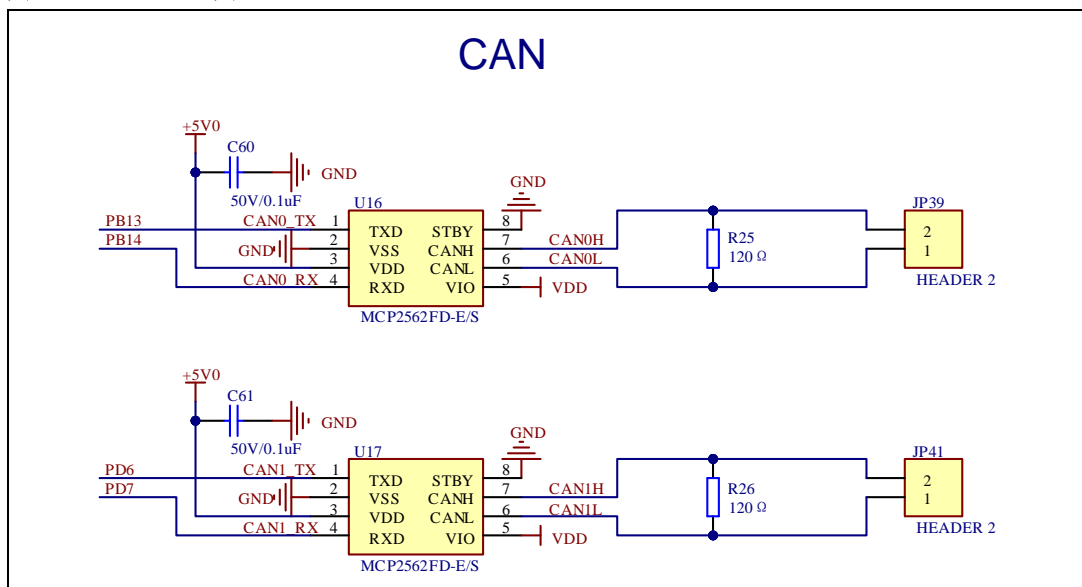 CAN
+5V0
C60
GND
50V/0.1uF
PB13
CAN0_TX
PB14
GND
CAN0_RX
U16
1 TXD STBY 8
2 VSS CANH 7
3 VDD CANL 6
4 RXD VIO 5
MCP2562FD-E/S
GND
CAN0H
CAN0L
VDD
R25
120 Ω
JP39
2
1
HEADER 2
+5V0
C61
GND
50V/0.1uF
PD6
CAN1_TX
PD7
GND
CAN1_RX
U17
1 TXD STBY 8
2 VSS CANH 7
3 VDD CANL 6
4 RXD VIO 5
MCP2562FD-E/S
GND
CAN1H
CAN1L
VDD
R26
120 Ω
JP41
2
1
HEADER 2